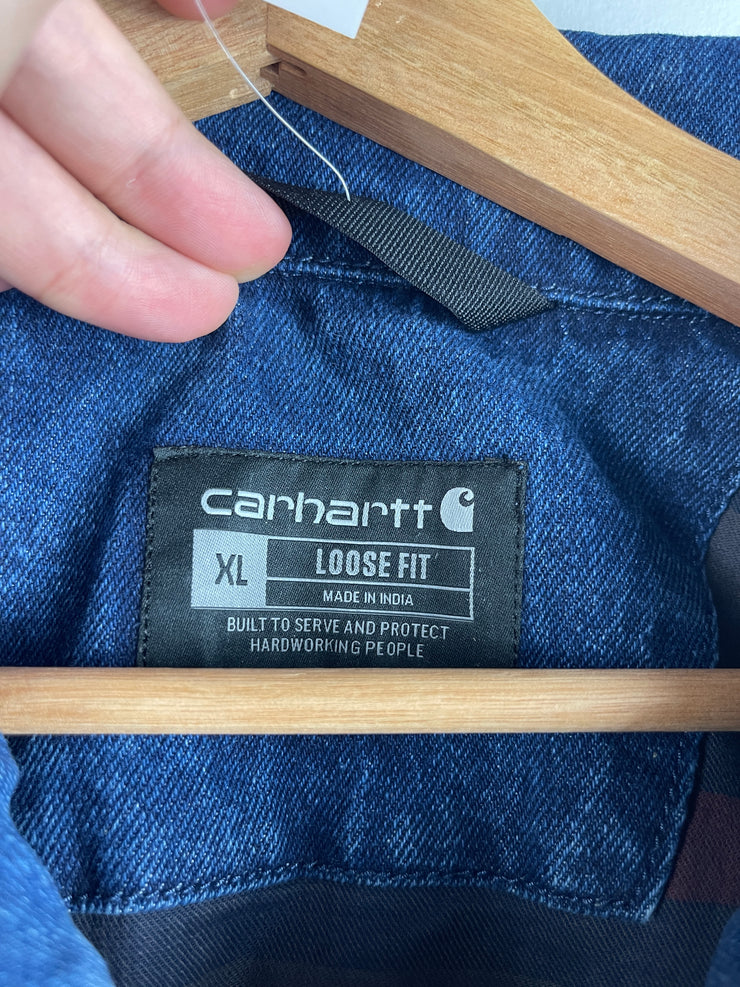 carhartt
XL
LOOSE FIT
MADE IN INDIA
BUILT TO SERVE AND PROTECT
HARDWORKING PEOPLE